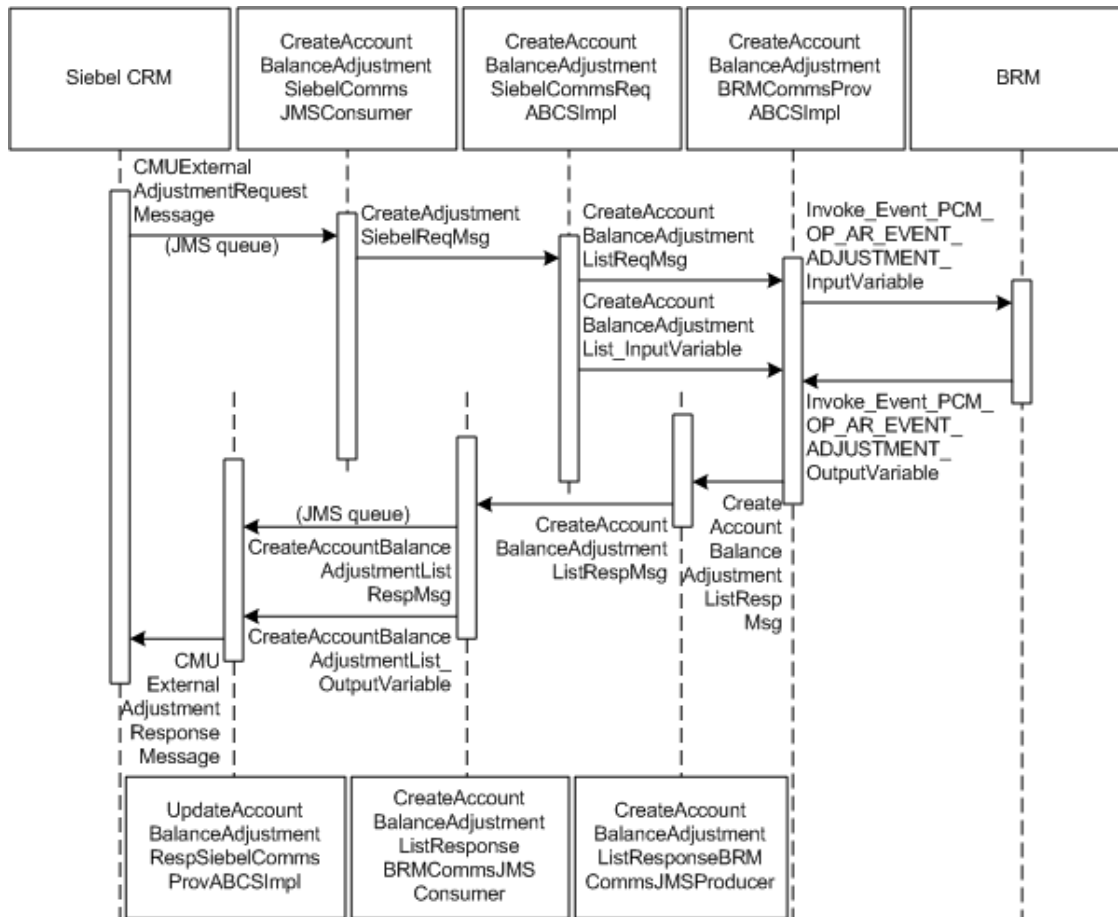 Siebel CRM
CreateAccount
BalanceAdjustment
SiebelComms
JMSConsumer
CreateAccount
BalanceAdjustment
SiebelCommsReq
ABCSImpl
CreateAccount
BalanceAdjustment
BRMCommsProv
ABCSImpl
BRM
CMUExternal
AdjustmentRequest
Message
(JMS queue)
CreateAdjustment
SiebelReqMsg
CreateAccount
BalanceAdjustment
ListReqMsg
CreateAccount
BalanceAdjustment
List_InputVariable
Invoke_Event_PCM_
OP_AR_EVENT_
ADJUSTMENT_
InputVariable
Invoke_Event_PCM_
OP_AR_EVENT_
ADJUSTMENT_
OutputVariable
Create
Account
Balance
Adjustment
ListResp
Msg
CreateAccount
BalanceAdjustment
ListRespMsg
(JMS queue)
CreateAccountBalance
AdjustmentList
RespMsg
CreateAccountBalance
AdjustmentList_
OutputVariable
CMU
External
Adjustment
Response
Message
UpdateAccount
BalanceAdjustment
RespSiebelComms
ProvABCSImpl
CreateAccount
BalanceAdjustment
ListResponse
BRMCommsJMS
Consumer
CreateAccount
BalanceAdjustment
ListResponseBRM
CommsJMSProducer